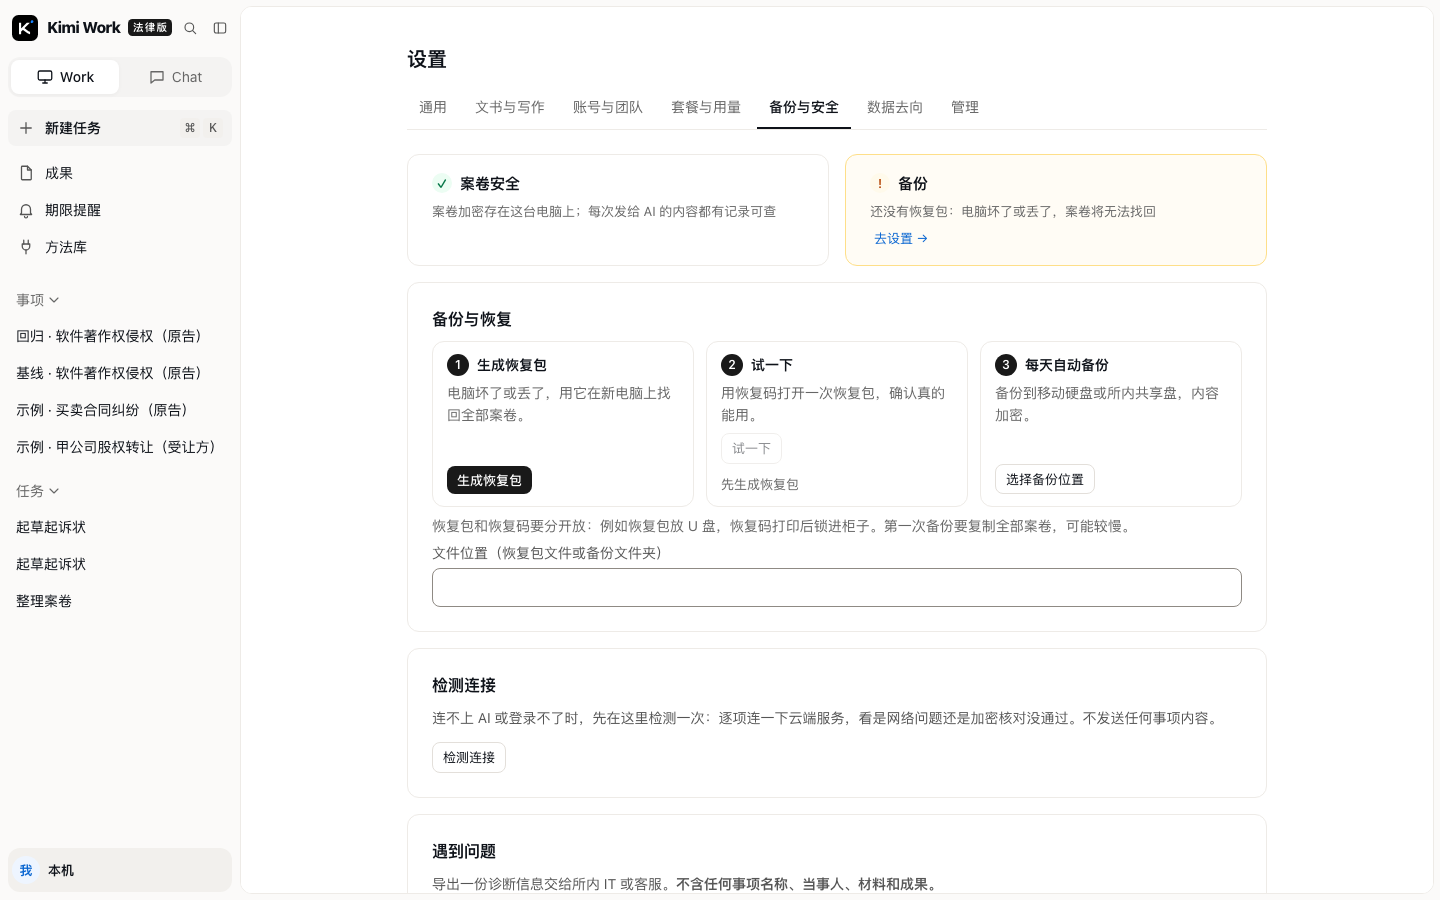 Kimi Work 法律版
Work
Chat
新建任务 ⌘ K
成果
期限提醒
方法库
事项
回归 · 软件著作权侵权（原告）
基线 · 软件著作权侵权（原告）
示例 · 买卖合同纠纷（原告）
示例 · 甲公司股权转让（受让方）
任务
起草起诉状
起草起诉状
整理案卷
我 本机
设置
通用 文书与写作 账号与团队 套餐与用量 备份与安全 数据去向 管理
案卷安全
案卷加密存在这台电脑上；每次发给 AI 的内容都有记录可查
! 备份
还没有恢复包：电脑坏了或丢了，案卷将无法找回
去设置 →
备份与恢复
1 生成恢复包
电脑坏了或丢了，用它在新电脑上找
回全部案卷。
生成恢复包
2 试一下
用恢复码打开一次恢复包，确认真的
能用。
试一下
先生成恢复包
3 每天自动备份
备份到移动硬盘或所内共享盘，内容
加密。
选择备份位置
恢复包和恢复码要分开放：例如恢复包放 U 盘，恢复码打印后锁进柜子。第一次备份要复制全部案卷，可能较慢。
文件位置（恢复包文件或备份文件夹）
检测连接
连不上 AI 或登录不了时，先在这里检测一次：逐项连一下云端服务，看是网络问题还是加密核对没通过。不发送任何事项内容。
检测连接
遇到问题
导出一份诊断信息交给所内 IT 或客服。不含任何事项名称、当事人、材料和成果。